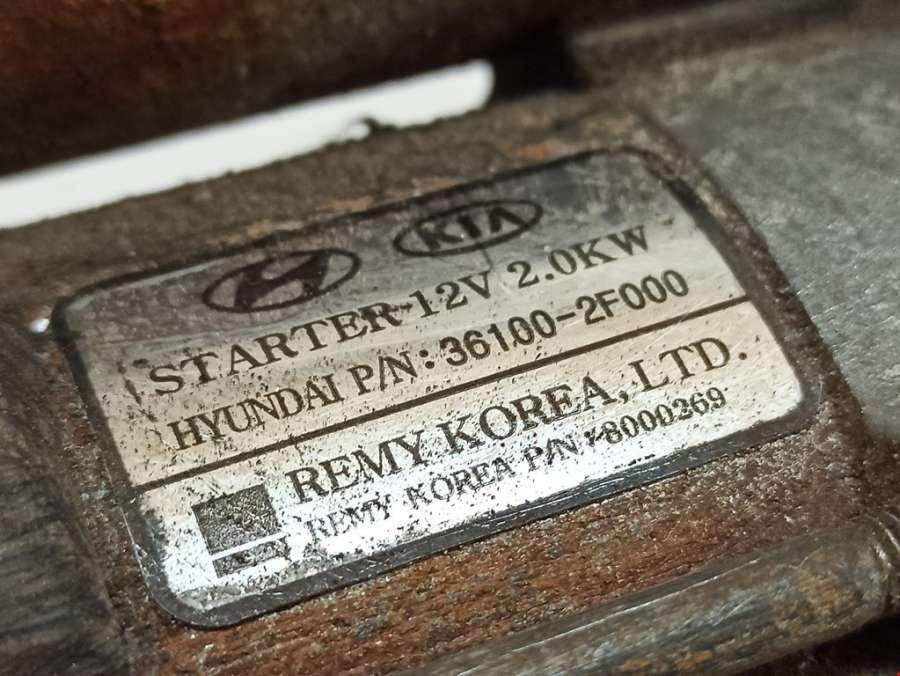 KIA
STARTER-12V 2.0KW
HYUNDAI P/N: 36100-2F000
REMY KOREA, LTD.
REMY KOREA P/N: 8000269